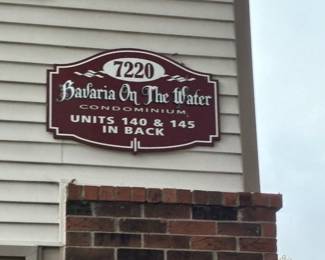 7220
Bavaria On The Water
CONDOMINIUM
UNITS 140 & 145
IN BACK